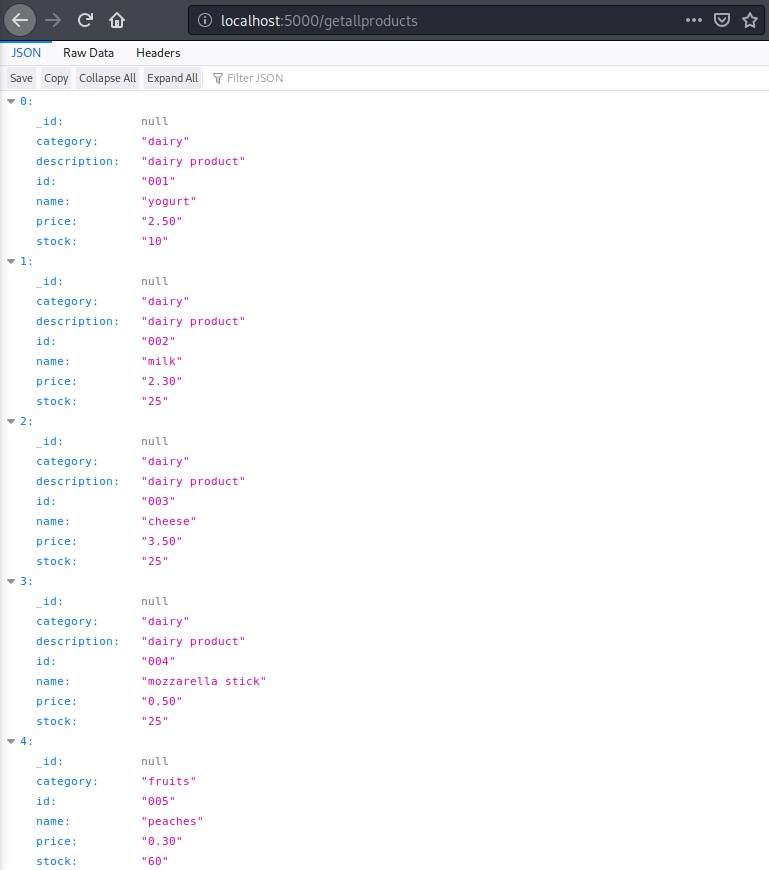 localhost:5000/getallproducts
JSON Raw Data Headers
Save Copy Collapse All Expand All Filter JSON
0:
_id: null
category: "dairy"
description: "dairy product"
id: "001"
name: "yogurt"
price: "2.50"
stock: "10"
1:
_id: null
category: "dairy"
description: "dairy product"
id: "002"
name: "milk"
price: "2.30"
stock: "25"
2:
_id: null
category: "dairy"
description: "dairy product"
id: "003"
name: "cheese"
price: "3.50"
stock: "25"
3:
_id: null
category: "dairy"
description: "dairy product"
id: "004"
name: "mozzarella stick"
price: "0.50"
stock: "25"
4:
_id: null
category: "fruits"
id: "005"
name: "peaches"
price: "0.30"
stock: "60"